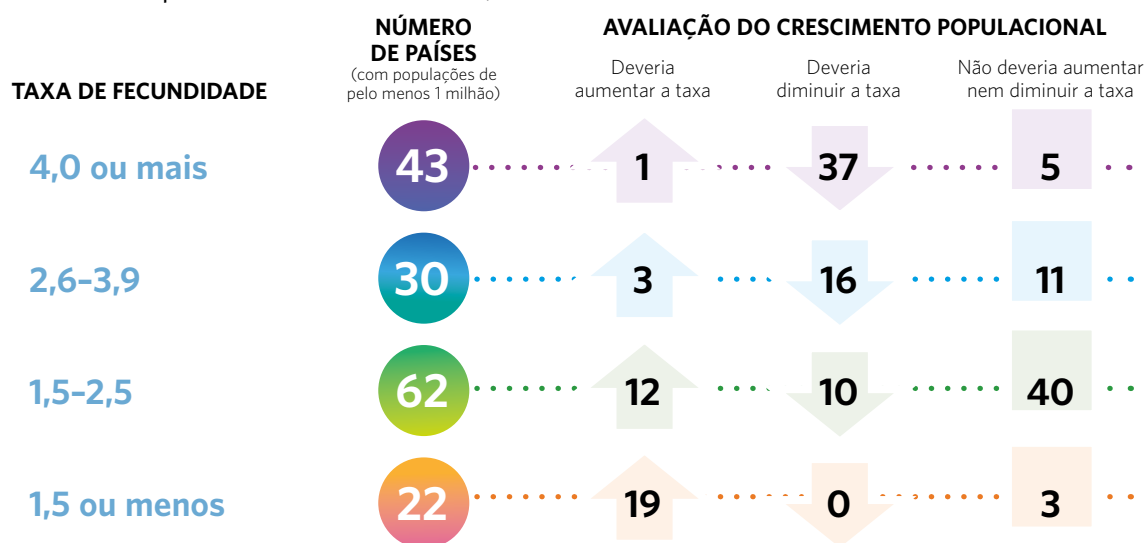 NÚMERO
DE PAÍSES
(com populações de
pelo menos 1 milhão)
AVALIAÇÃO DO CRESCIMENTO POPULACIONAL
TAXA DE FECUNDIDADE
Deveria
aumentar a taxa
Deveria
diminuir a taxa
Não deveria aumentar
nem diminuir a taxa
4,0 ou mais 43 1 37 5
2,6–3,9 30 3 16 11
1,5–2,5 62 12 10 40
1,5 ou menos 22 19 0 3